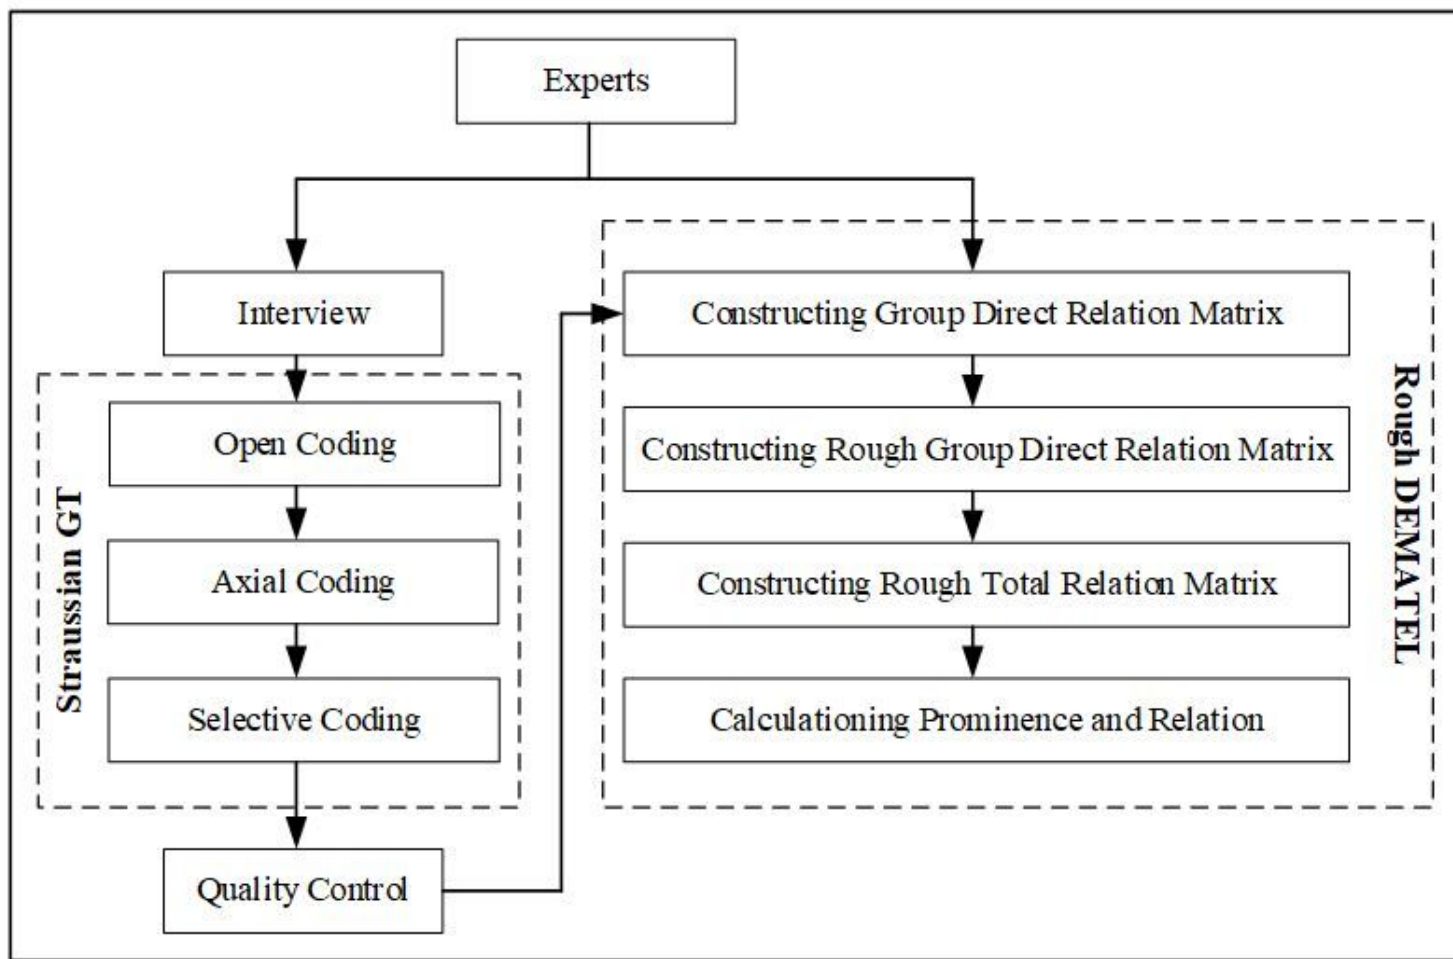 Experts
Interview
Straussian GT
Open Coding
Axial Coding
Selective Coding
Quality Control
Constructing Group Direct Relation Matrix
Constructing Rough Group Direct Relation Matrix
Constructing Rough Total Relation Matrix
Calculationing Prominence and Relation
Rough DEMATEL